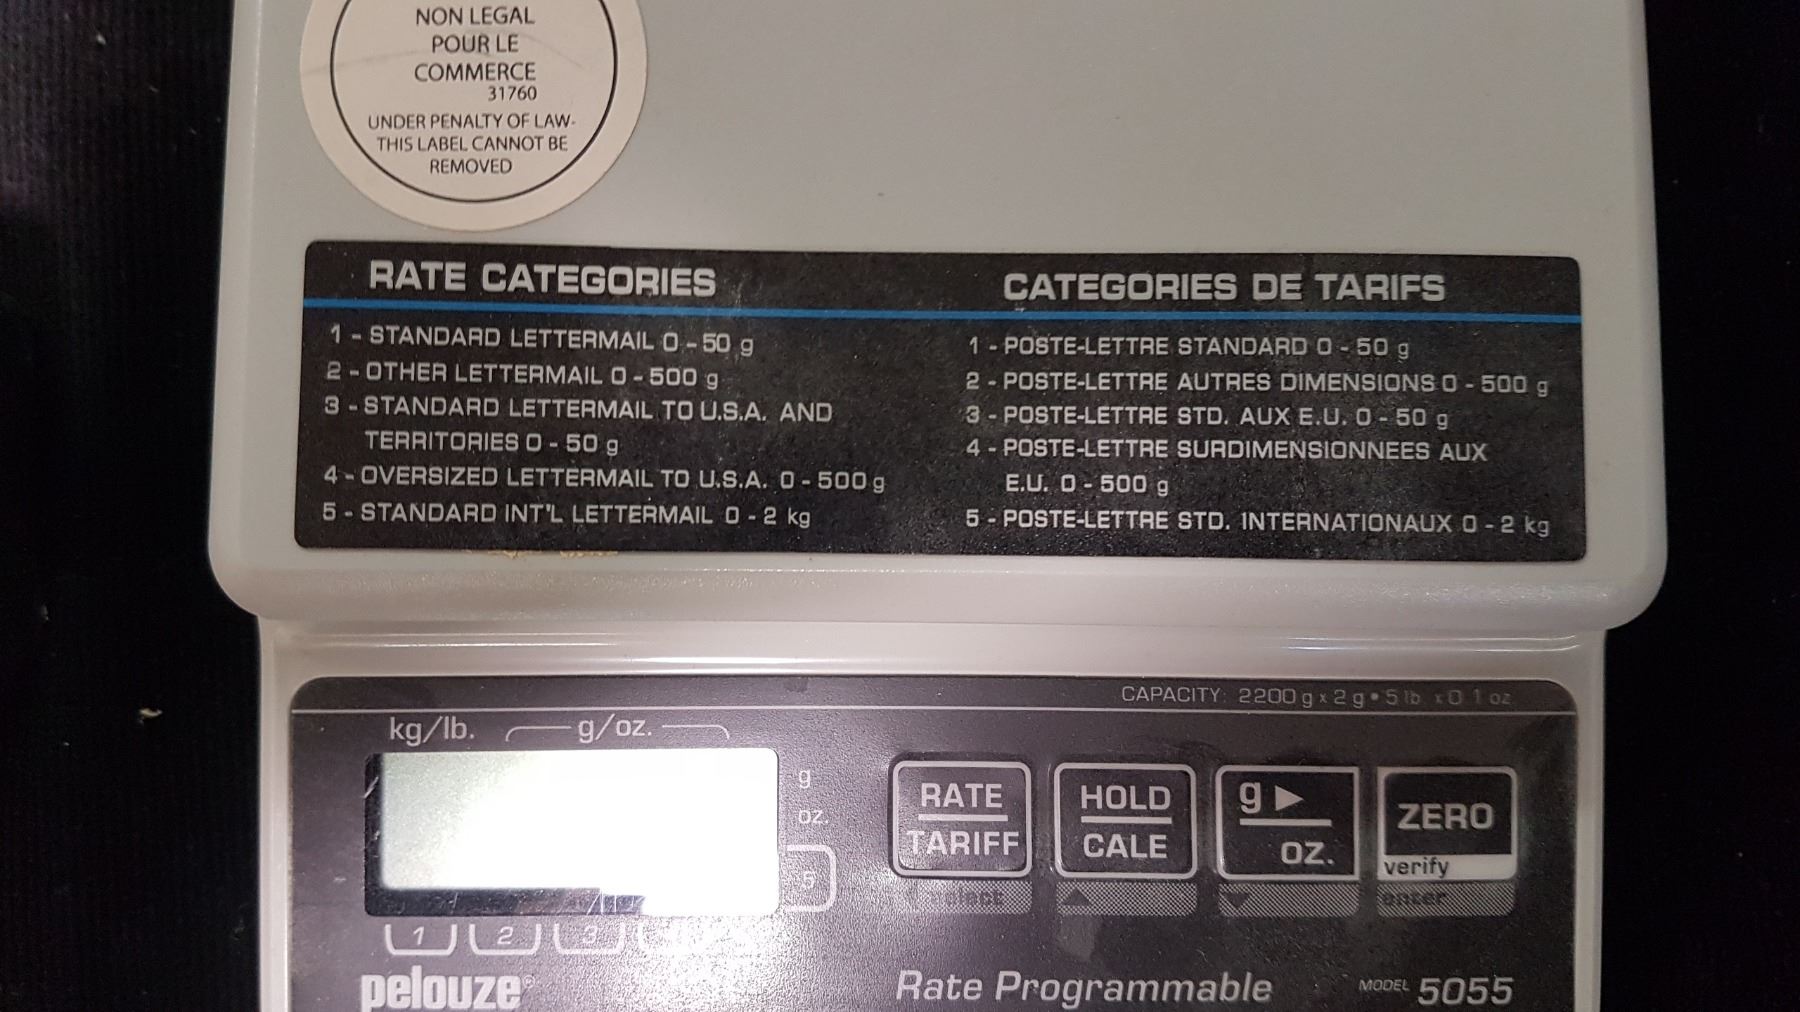 NON LEGAL
POUR LE
COMMERCE
31760
UNDER PENALTY OF LAW-
THIS LABEL CANNOT BE
REMOVED
RATE CATEGORIES
1 - STANDARD LETTERMAIL 0 - 50 g
2 - OTHER LETTERMAIL 0 - 500 g
3 - STANDARD LETTERMAIL TO U.S.A. AND
TERRITORIES 0 - 50 g
4 - OVERSIZED LETTERMAIL TO U.S.A. 0 - 500 g
5 - STANDARD INT'L LETTERMAIL 0 - 2 kg
CATEGORIES DE TARIFS
1 - POSTE-LETTRE STANDARD 0 - 50 g
2 - POSTE-LETTRE AUTRES DIMENSIONS 0 - 500 g
3 - POSTE-LETTRE STD. AUX E.U. 0 - 50 g
4 - POSTE-LETTRE SURDIMENSIONNEES AUX
E.U. 0 - 500 g
5 - POSTE-LETTRE STD. INTERNATIONAUX 0 - 2 kg
CAPACITY: 2200 g x 2 g • 5 lb x 0.1 oz
kg/lb. g/oz.
g
oz.
5
1 2 3
RATE
TARIFF
select
HOLD
CALE
g
oz.
ZERO
verify
enter
pelouze®
Rate Programmable
MODEL 5055